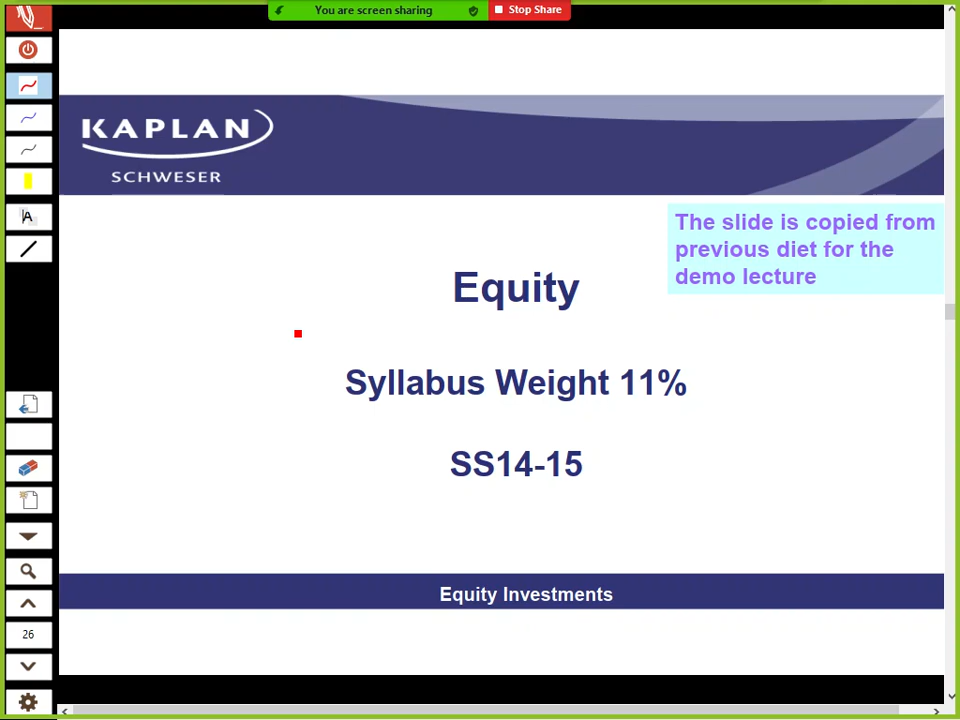 You are screen sharing
Stop Share
KAPLAN
SCHWESER
The slide is copied from
previous diet for the
demo lecture
Equity
Syllabus Weight 11%
SS14-15
Equity Investments
A
26